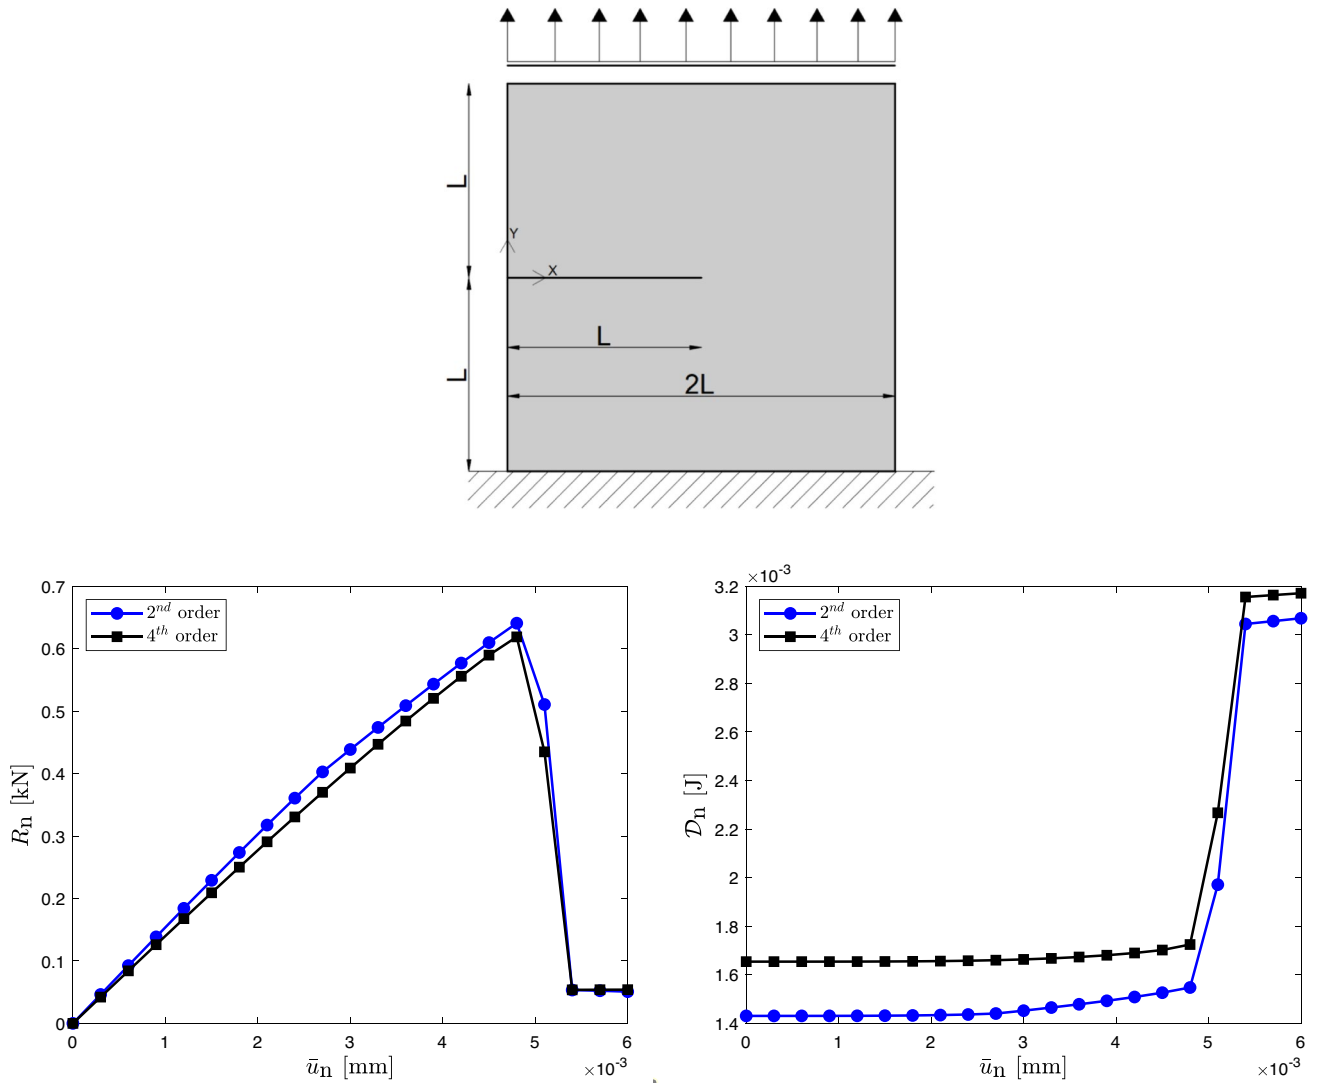 L
Y
X
L
L
2L
0.7
0.6
0.5
0.4
0.3
0.2
0.1
0
2nd order
4th order
Rn [kN]
0 1 2 3 4 5 6
ūn [mm]
×10-3
×10-3
3.2
3
2.8
2.6
2.4
2.2
2
1.8
1.6
1.4
2nd order
4th order
𝒟n [J]
0 1 2 3 4 5 6
ūn [mm]
×10-3